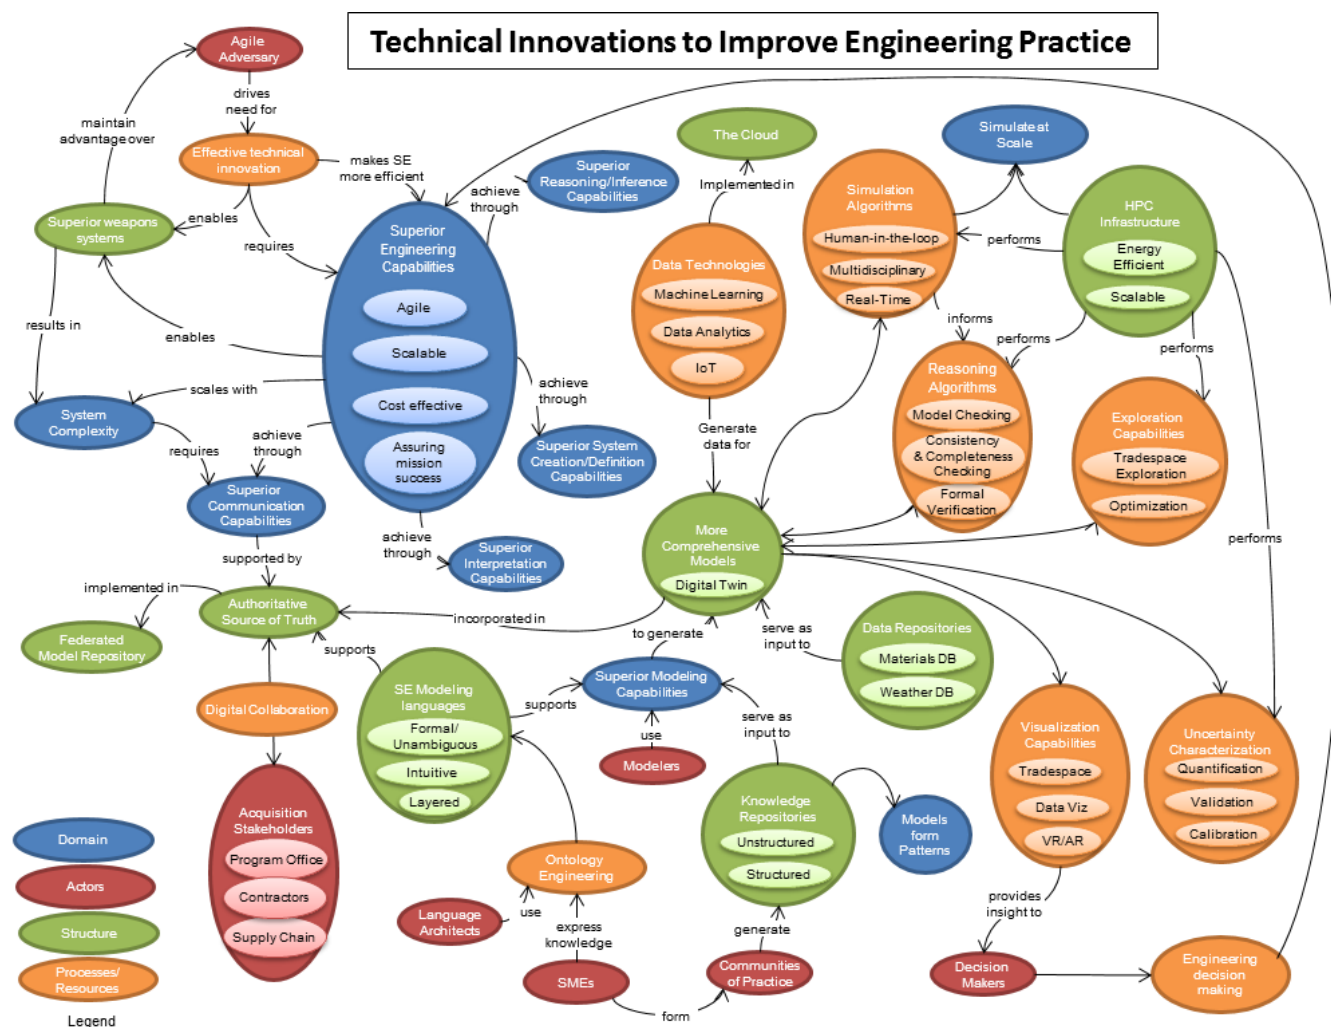 Technical Innovations to Improve Engineering Practice
Agile
Adversary
drives
need for
maintain
advantage over
Effective technical
innovation
makes SE
more efficient
enables
requires
Superior weapons
systems
results in
enables
scales with
System
Complexity
requires
achieve
through
Superior
Communication
Capabilities
supported by
Superior
Engineering
Capabilities
Agile
Scalable
Cost effective
Assuring
mission
success
achieve
through
Superior
Reasoning/Inference
Capabilities
achieve
through
Superior System
Creation/Definition
Capabilities
achieve
through
Superior
Interpretation
Capabilities
The Cloud
Implemented in
Data Technologies
Machine Learning
Data Analytics
IoT
Generate
data for
Simulation
Algorithms
Human-in-the-loop
Multidisciplinary
Real-Time
Simulate at
Scale
HPC
Infrastructure
Energy
Efficient
Scalable
performs
informs
performs
performs
performs
Reasoning
Algorithms
Model Checking
Consistency
& Completeness
Checking
Formal
Verification
Exploration
Capabilities
Tradespace
Exploration
Optimization
More
Comprehensive
Models
Digital Twin
implemented in
Authoritative
Source of Truth
Federated
Model Repository
incorporated in
supports
to generate
serve as
input to
Data Repositories
Materials DB
Weather DB
Digital Collaboration
SE Modeling
languages
Formal/
Unambiguous
Intuitive
Layered
supports
Superior Modeling
Capabilities
use
Modelers
serve as
input to
Visualization
Capabilities
Tradespace
Data Viz
VR/AR
Uncertainty
Characterization
Quantification
Validation
Calibration
Acquisition
Stakeholders
Program Office
Contractors
Supply Chain
Knowledge
Repositories
Unstructured
Structured
Models
form
Patterns
Ontology
Engineering
Language
Architects
use
express
knowledge
SMEs
form
Communities
of Practice
generate
provides
insight to
Decision
Makers
Engineering
decision
making
Domain
Actors
Structure
Processes/
Resources
Legend